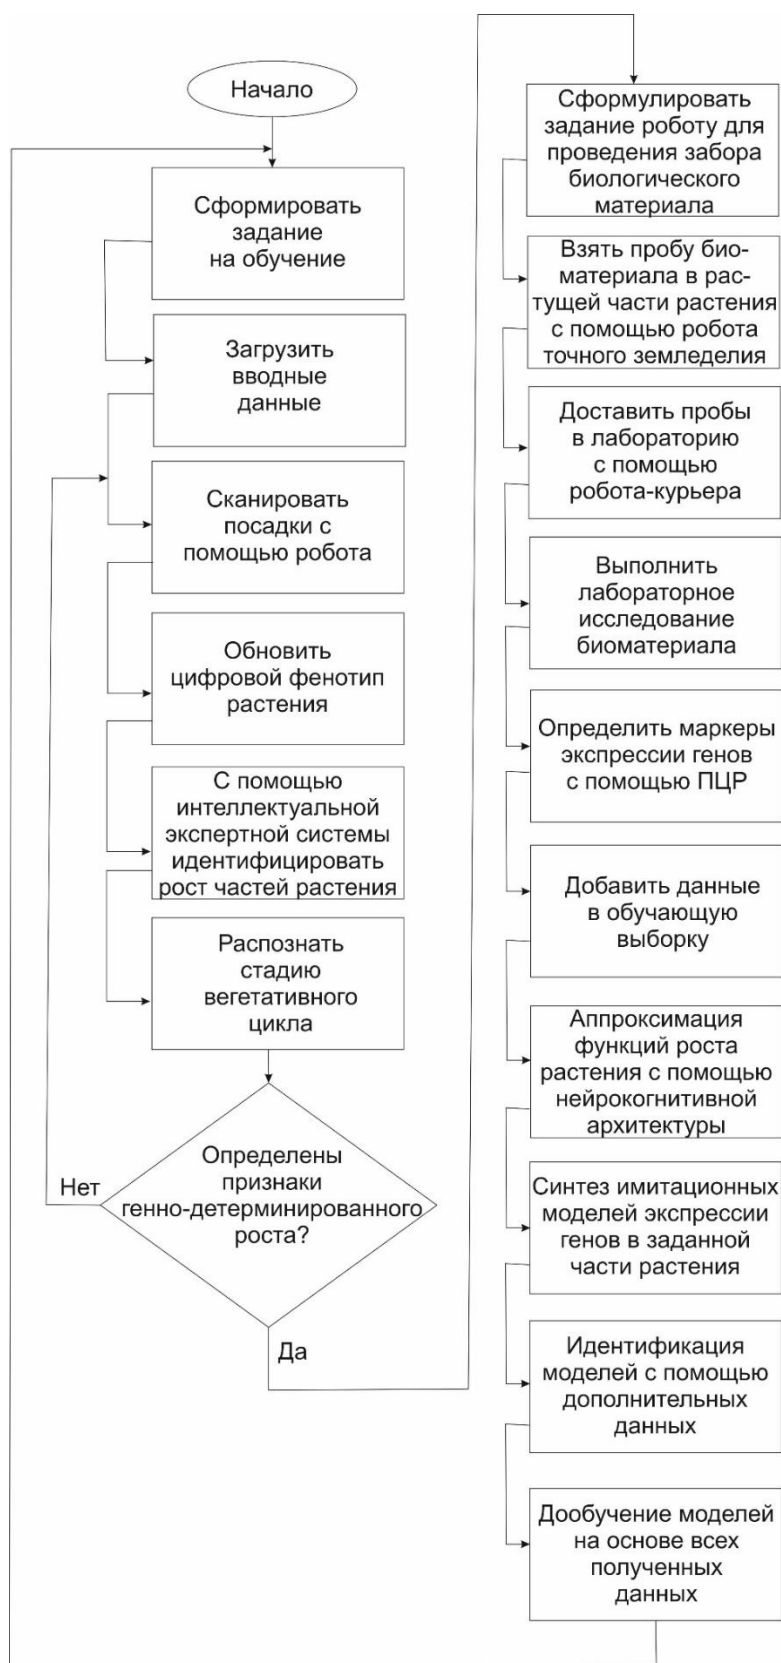 Начало
Сформировать
задание
на обучение
Загрузить
вводные
данные
Сканировать
посадки с
помощью робота
Обновить
цифровой фенотип
растения
С помощью
интеллектуальной
экспертной системы
идентифицировать
рост частей растения
Распознать
стадию
вегетативного
цикла
Определены
признаки
генно-детерминированного
роста?
Нет
Да
Сформулировать
задание роботу для
проведения забора
биологического
материала
Взять пробу био-
материала в рас-
тущей части растения
с помощью робота
точного земледелия
Доставить пробы
в лабораторию
с помощью
робота-курьера
Выполнить
лабораторное
исследование
биоматериала
Определить маркеры
экспрессии генов
с помощью ПЦР
Добавить данные
в обучающую
выборку
Аппроксимация
функций роста
растения с помощью
нейрокогнитивной
архитектуры
Синтез имитационных
моделей экспрессии
генов в заданной
части растения
Идентификация
моделей с помощью
дополнительных
данных
Дообучение моделей
на основе всех
полученных
данных